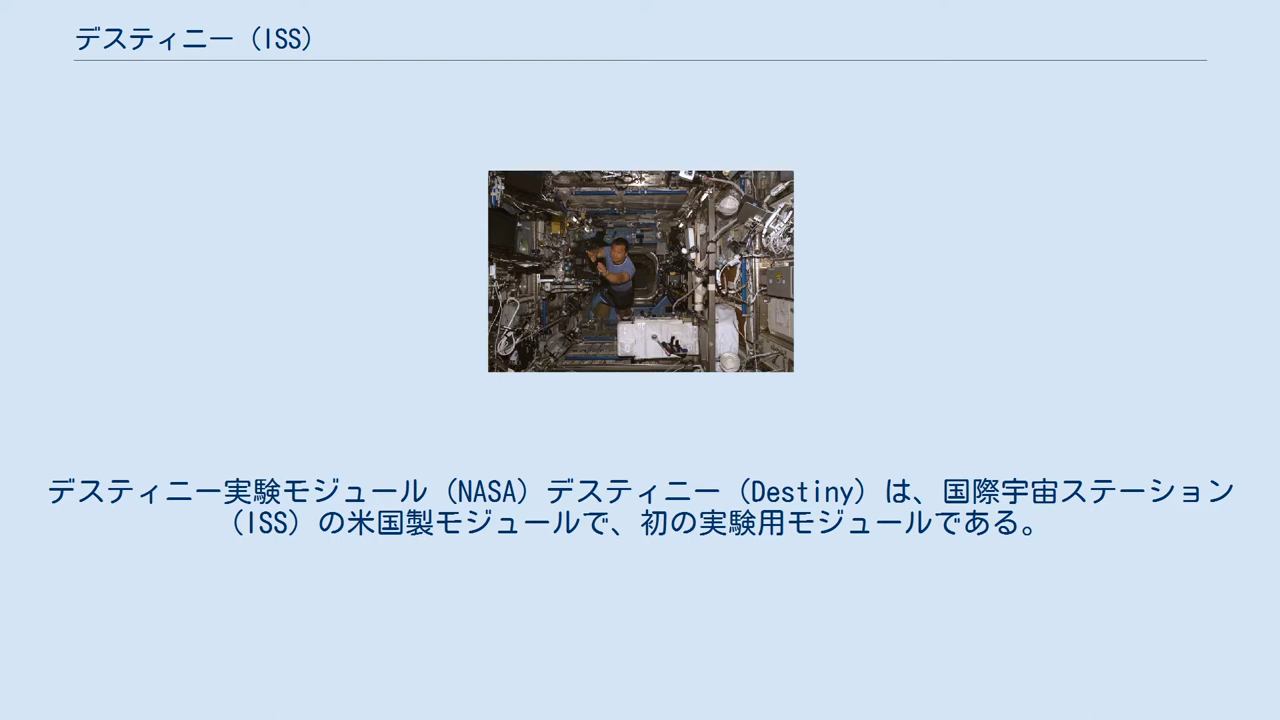 デスティニー（ISS）
デスティニー実験モジュール（NASA）デスティニー（Destiny）は、国際宇宙ステーション
（ISS）の米国製モジュールで、初の実験用モジュールである。